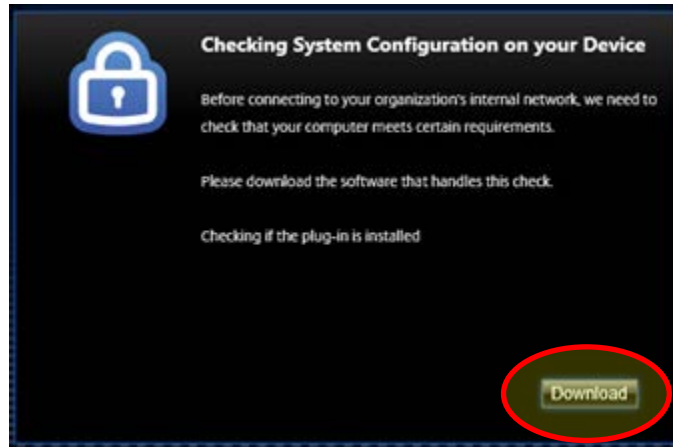 Checking System Configuration on your Device
Before connecting to your organization's internal network, we need to
check that your computer meets certain requirements.
Please download the software that handles this check.
Checking if the plug-in is installed
Download